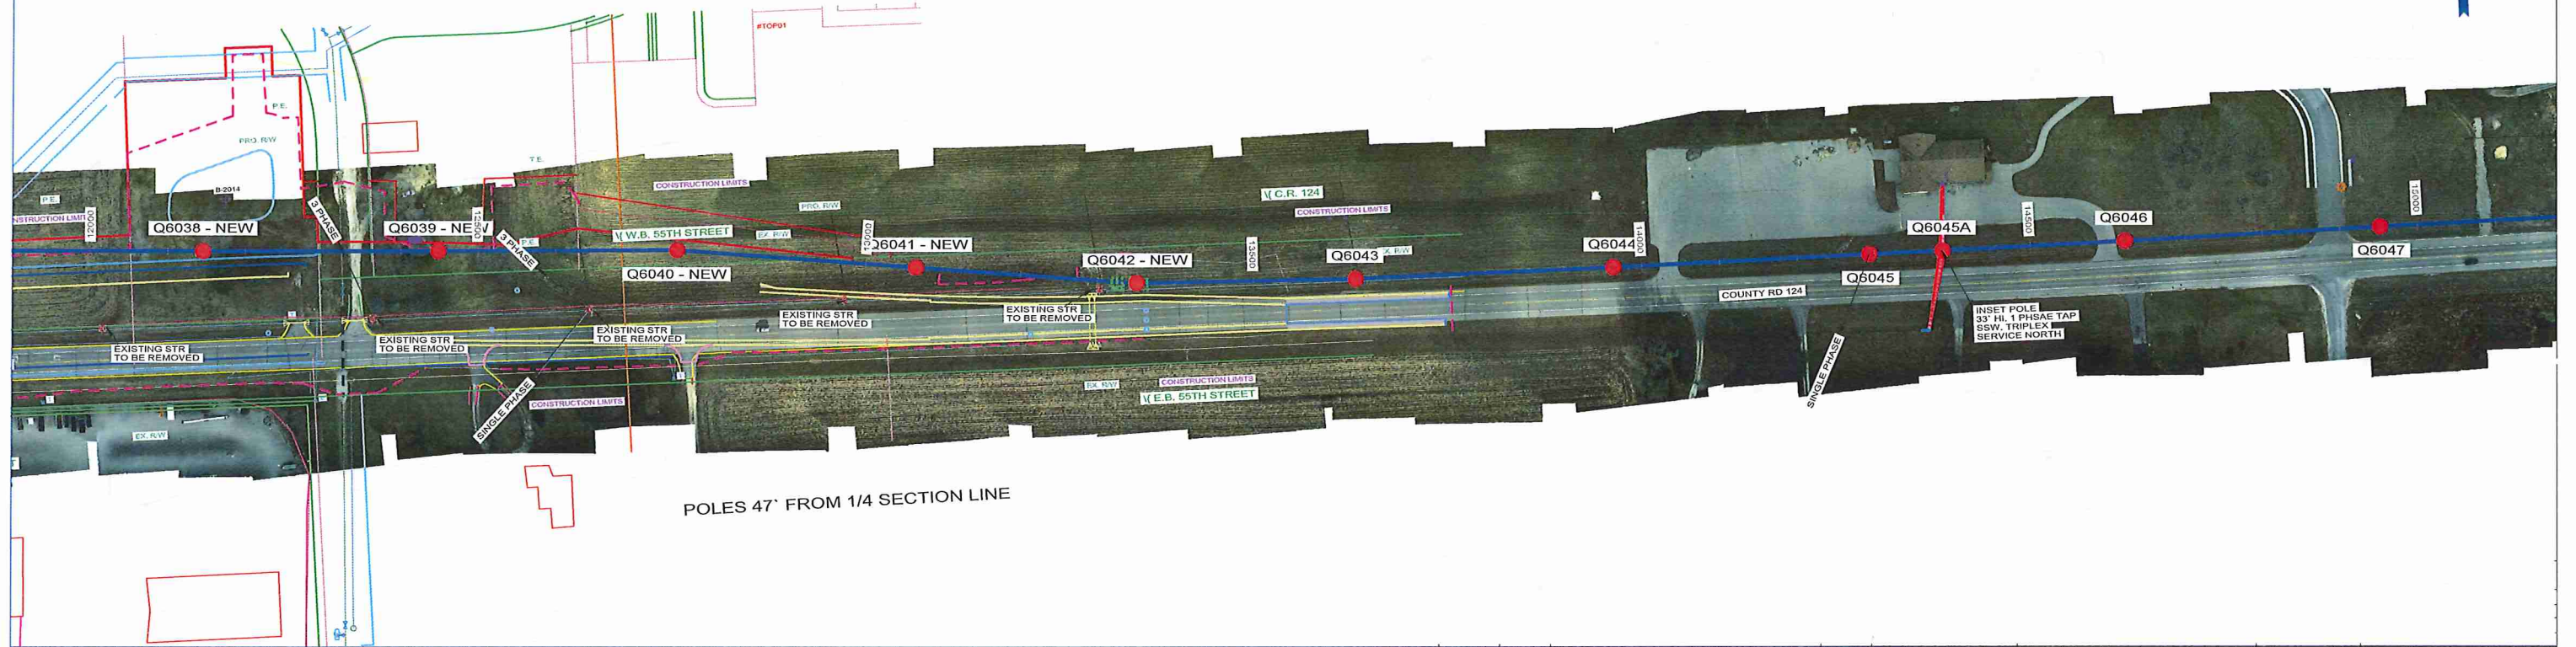 #TOP01
P.E.
PRO. R/W
B-2014
T.E.
P.E.
CONSTRUCTION LIMITS
NSTRUCTION LIMIT
12000
Q6038 - NEW
3 PHASE
Q6039 - NEW
12500
3 PHASE
P.E.
\( W.B. 55TH STREET
EX. R/W
PRO. R/W
13000
Q6040 - NEW
Q6041 - NEW
Q6042 - NEW
13500
\( C.R. 124
CONSTRUCTION LIMITS
EX. R/W
Q6043
Q6044
14000
Q6045
Q6045A
14500
Q6046
Q6047
15000
COUNTY RD 124
INSET POLE
33' HI. 1 PHSAE TAP
SSW, TRIPLEX
SERVICE NORTH
SINGLE PHASE
EXISTING STR
TO BE REMOVED
EXISTING STR
TO BE REMOVED
EXISTING STR
TO BE REMOVED
EXISTING STR
TO BE REMOVED
EXISTING STR
TO BE REMOVED
SINGLE PHASE
CONSTRUCTION LIMITS
EX. R/W
EX. R/W
CONSTRUCTION LIMITS
\( E.B. 55TH STREET
POLES 47' FROM 1/4 SECTION LINE